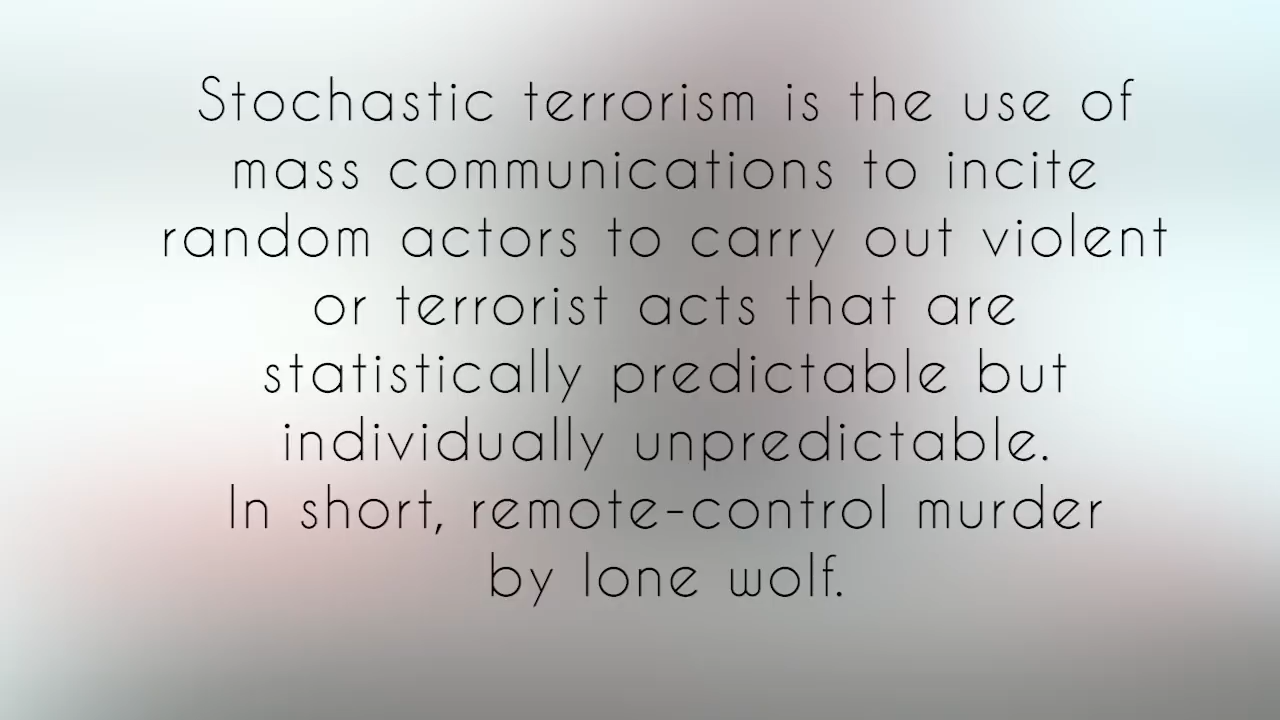 Stochastic terrorism is the use of
mass communications to incite
random actors to carry out violent
or terrorist acts that are
statistically predictable but
individually unpredictable.
In short, remote-control murder
by lone wolf.